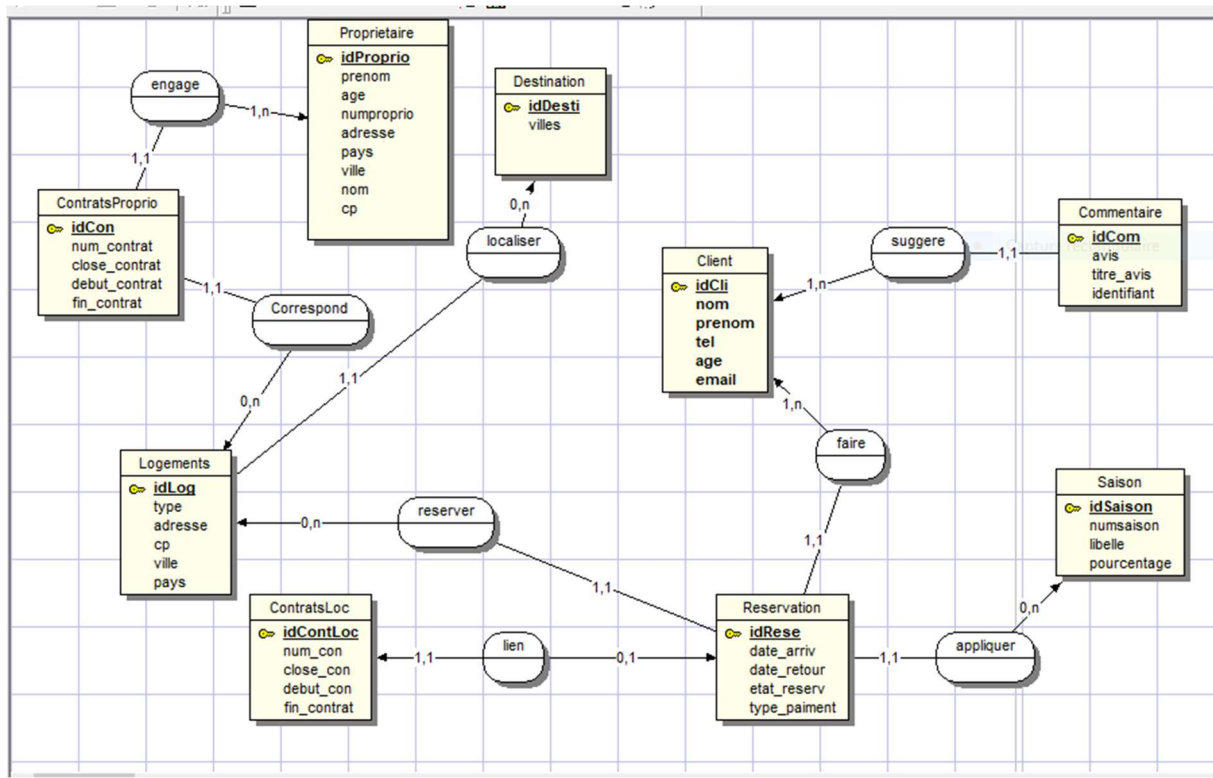 Proprietaire
idProprio
prenom
age
numproprio
adresse
pays
ville
nom
cp
engage
1,n
1,1
Destination
idDesti
villes
0,n
localiser
1,1
ContratsProprio
idCon
num_contrat
close_contrat
debut_contrat
fin_contrat
1,1
Correspond
0,n
Client
idCli
nom
prenom
tel
age
email
1,n
suggere
1,1
Commentaire
idCom
avis
titre_avis
identifiant
1,n
faire
1,1
Logements
idLog
type
adresse
cp
ville
pays
0,n
reserver
1,1
Saison
idSaison
numsaison
libelle
pourcentage
0,n
ContratsLoc
idContLoc
num_con
close_con
debut_con
fin_contrat
1,1
lien
0,1
Reservation
idRese
date_arriv
date_retour
etat_reserv
type_paiment
1,1
appliquer